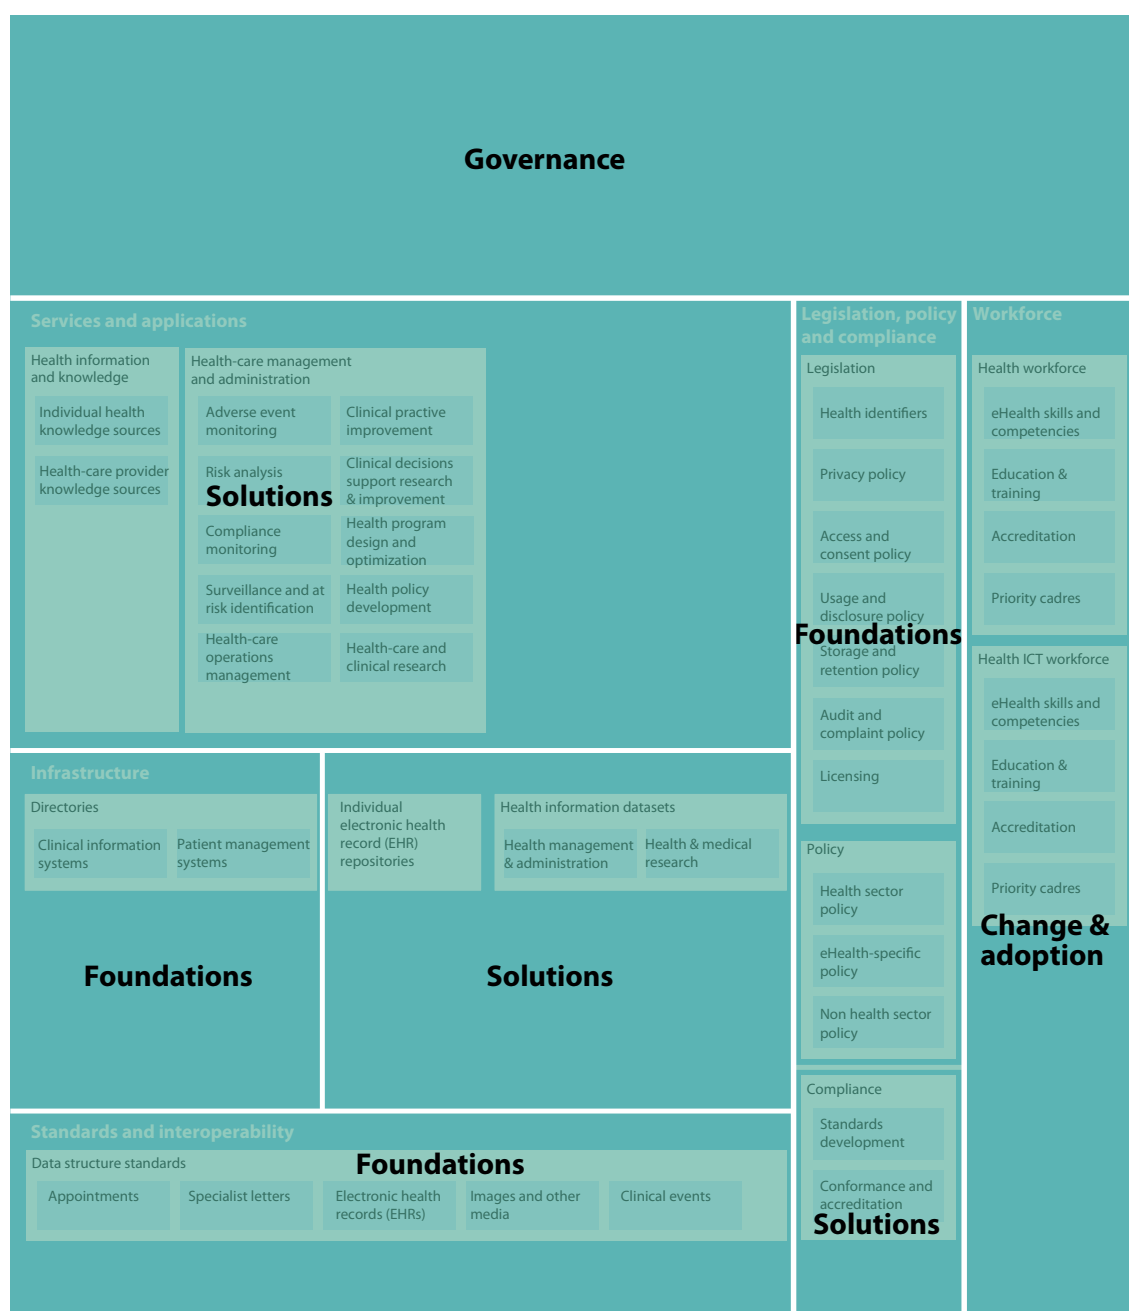 Governance
Services and applications
Health information
and knowledge
Individual health
knowledge sources
Health-care provider
knowledge sources
Health-care management
and administration
Adverse event
monitoring
Clinical practive
improvement
Risk analysis
Clinical decisions
support research
& improvement
Solutions
Compliance
monitoring
Health program
design and
optimization
Surveillance and at
risk identification
Health policy
development
Health-care
operations
management
Health-care and
clinical research
Infrastructure
Directories
Clinical information
systems
Patient management
systems
Foundations
Individual
electronic health
record (EHR)
repositories
Health information datasets
Health management
& administration
Health & medical
research
Solutions
Standards and interoperability
Data structure standards
Foundations
Appointments
Specialist letters
Electronic health
records (EHRs)
Images and other
media
Clinical events
Legislation, policy
and compliance
Legislation
Health identifiers
Privacy policy
Access and
consent policy
Usage and
disclosure policy
Foundations
Storage and
retention policy
Audit and
complaint policy
Licensing
Policy
Health sector
policy
eHealth-specific
policy
Non health sector
policy
Compliance
Standards
development
Conformance and
accreditation
Solutions
Workforce
Health workforce
eHealth skills and
competencies
Education &
training
Accreditation
Priority cadres
Health ICT workforce
eHealth skills and
competencies
Education &
training
Accreditation
Priority cadres
Change &
adoption